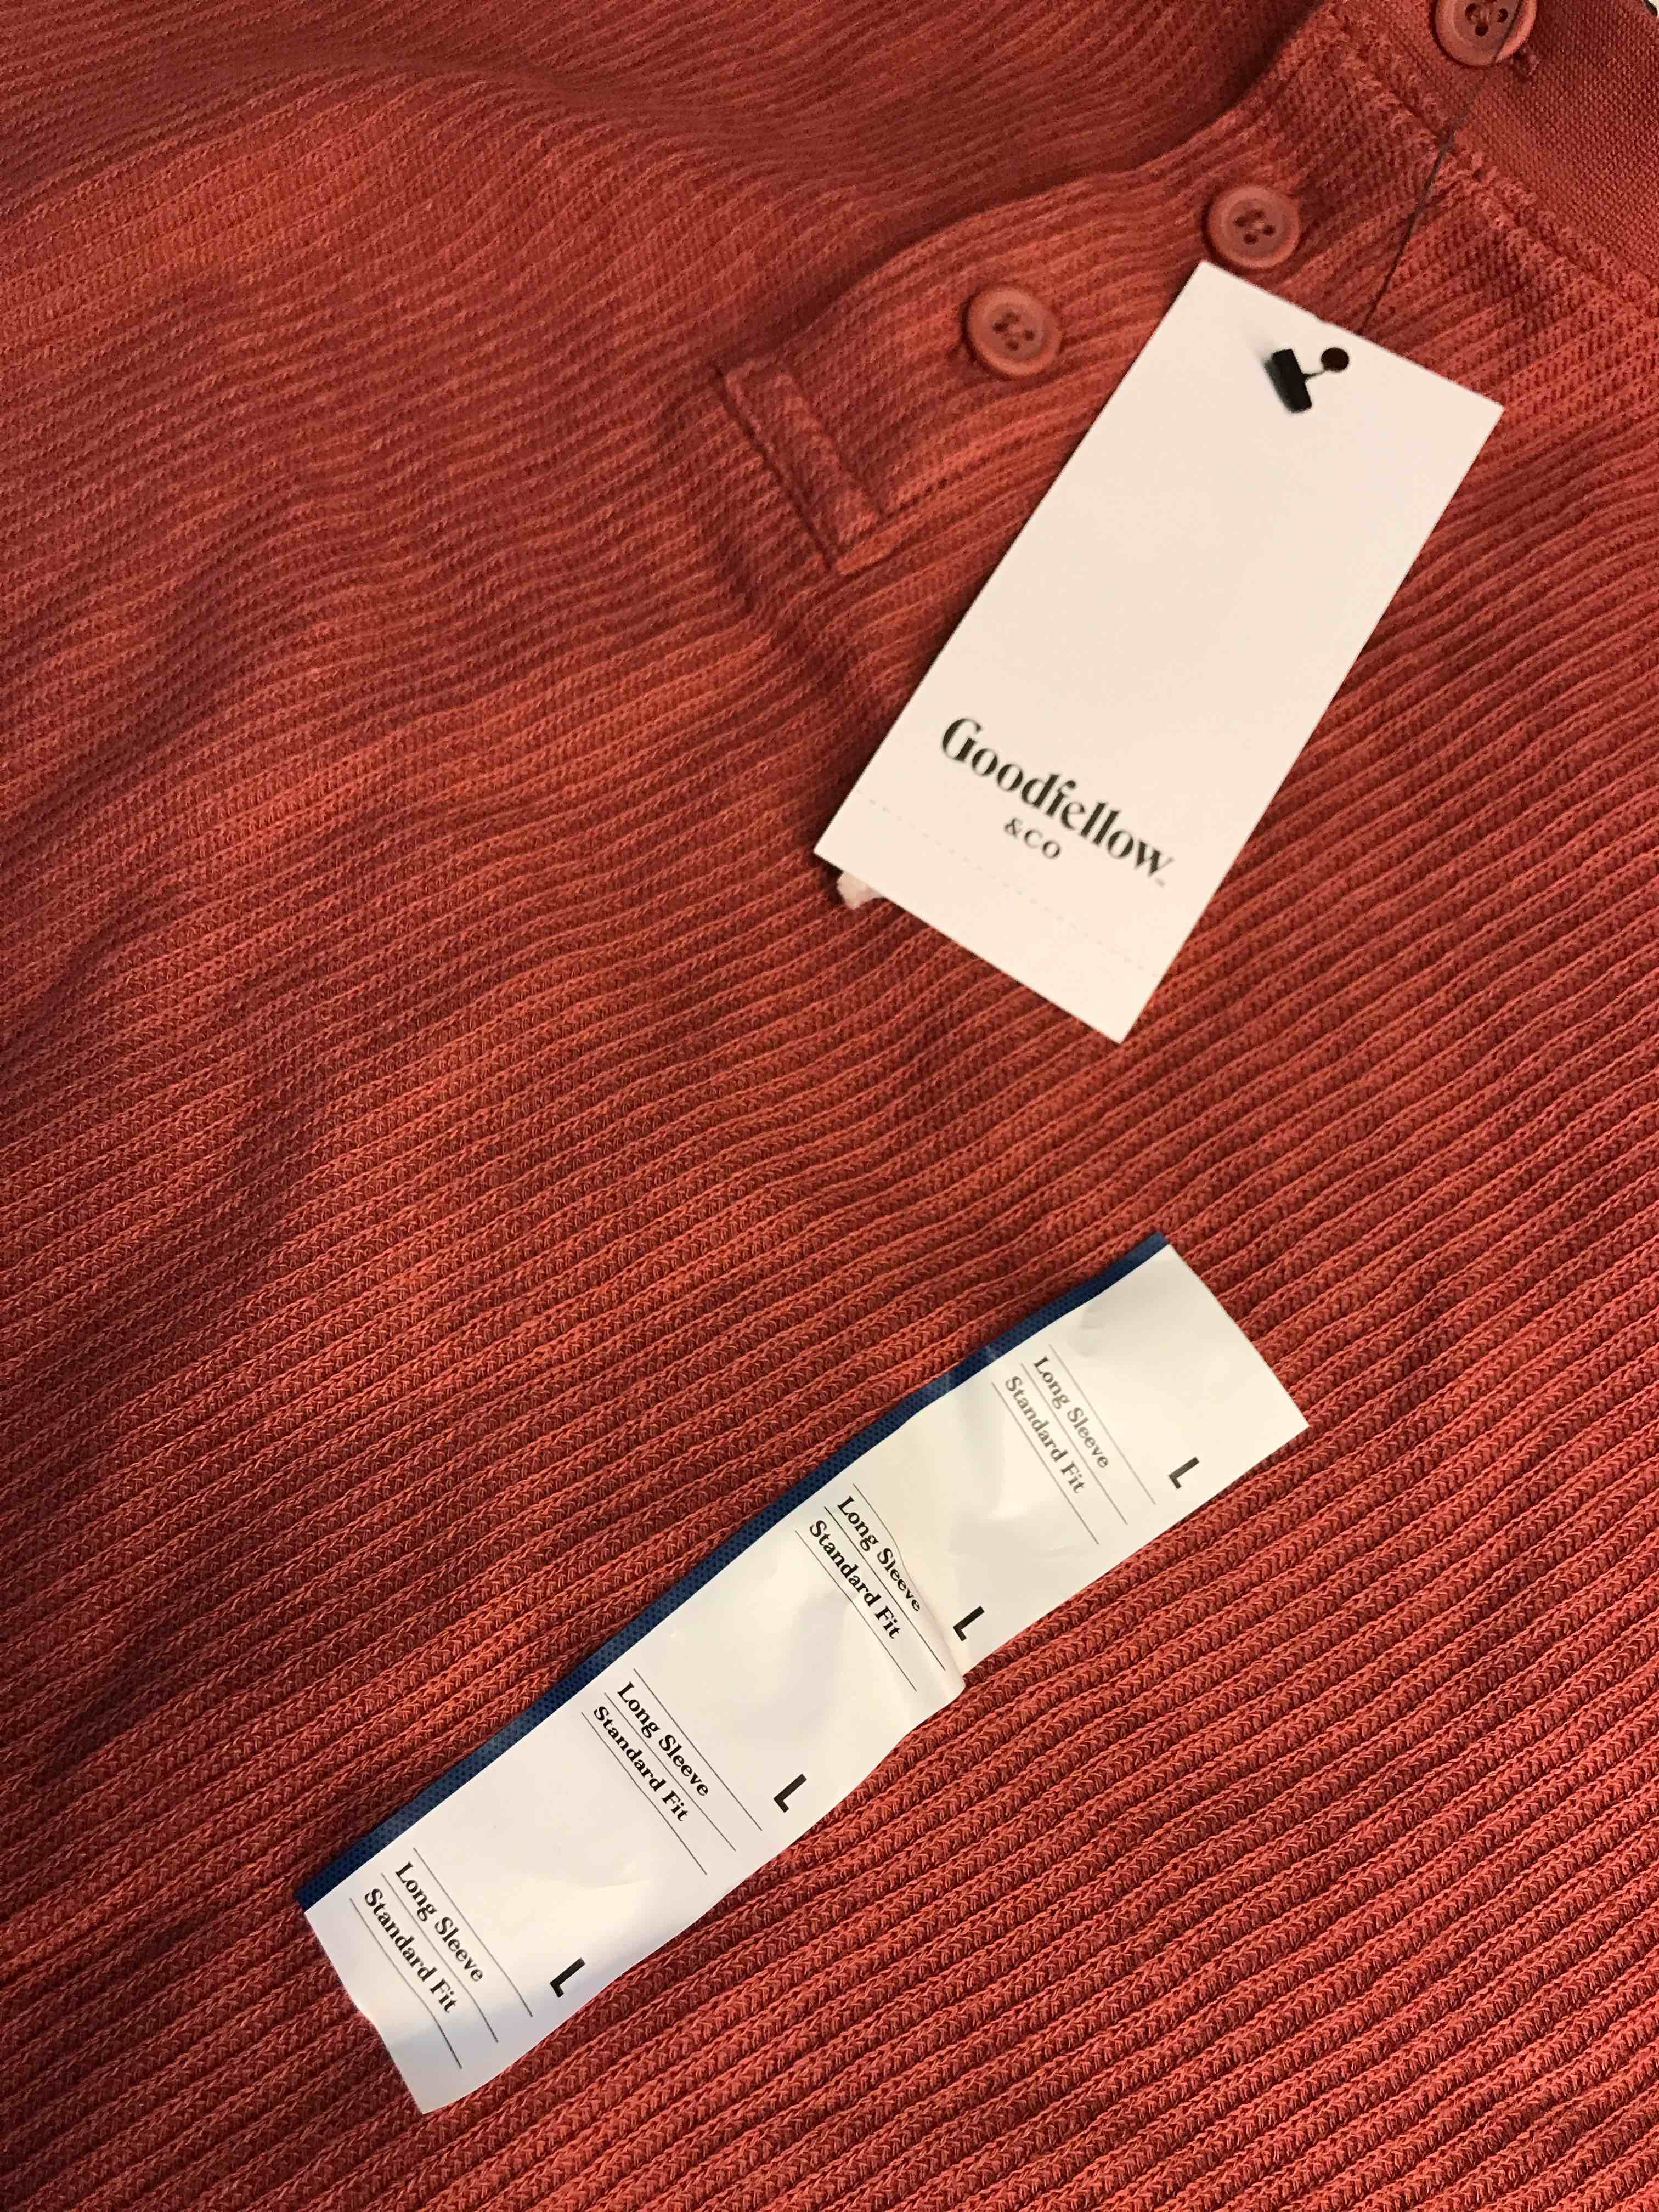 Goodfellow
&CO
L
Long Sleeve
Standard Fit
L
Long Sleeve
Standard Fit
L
Long Sleeve
Standard Fit
L
Long Sleeve
Standard Fit